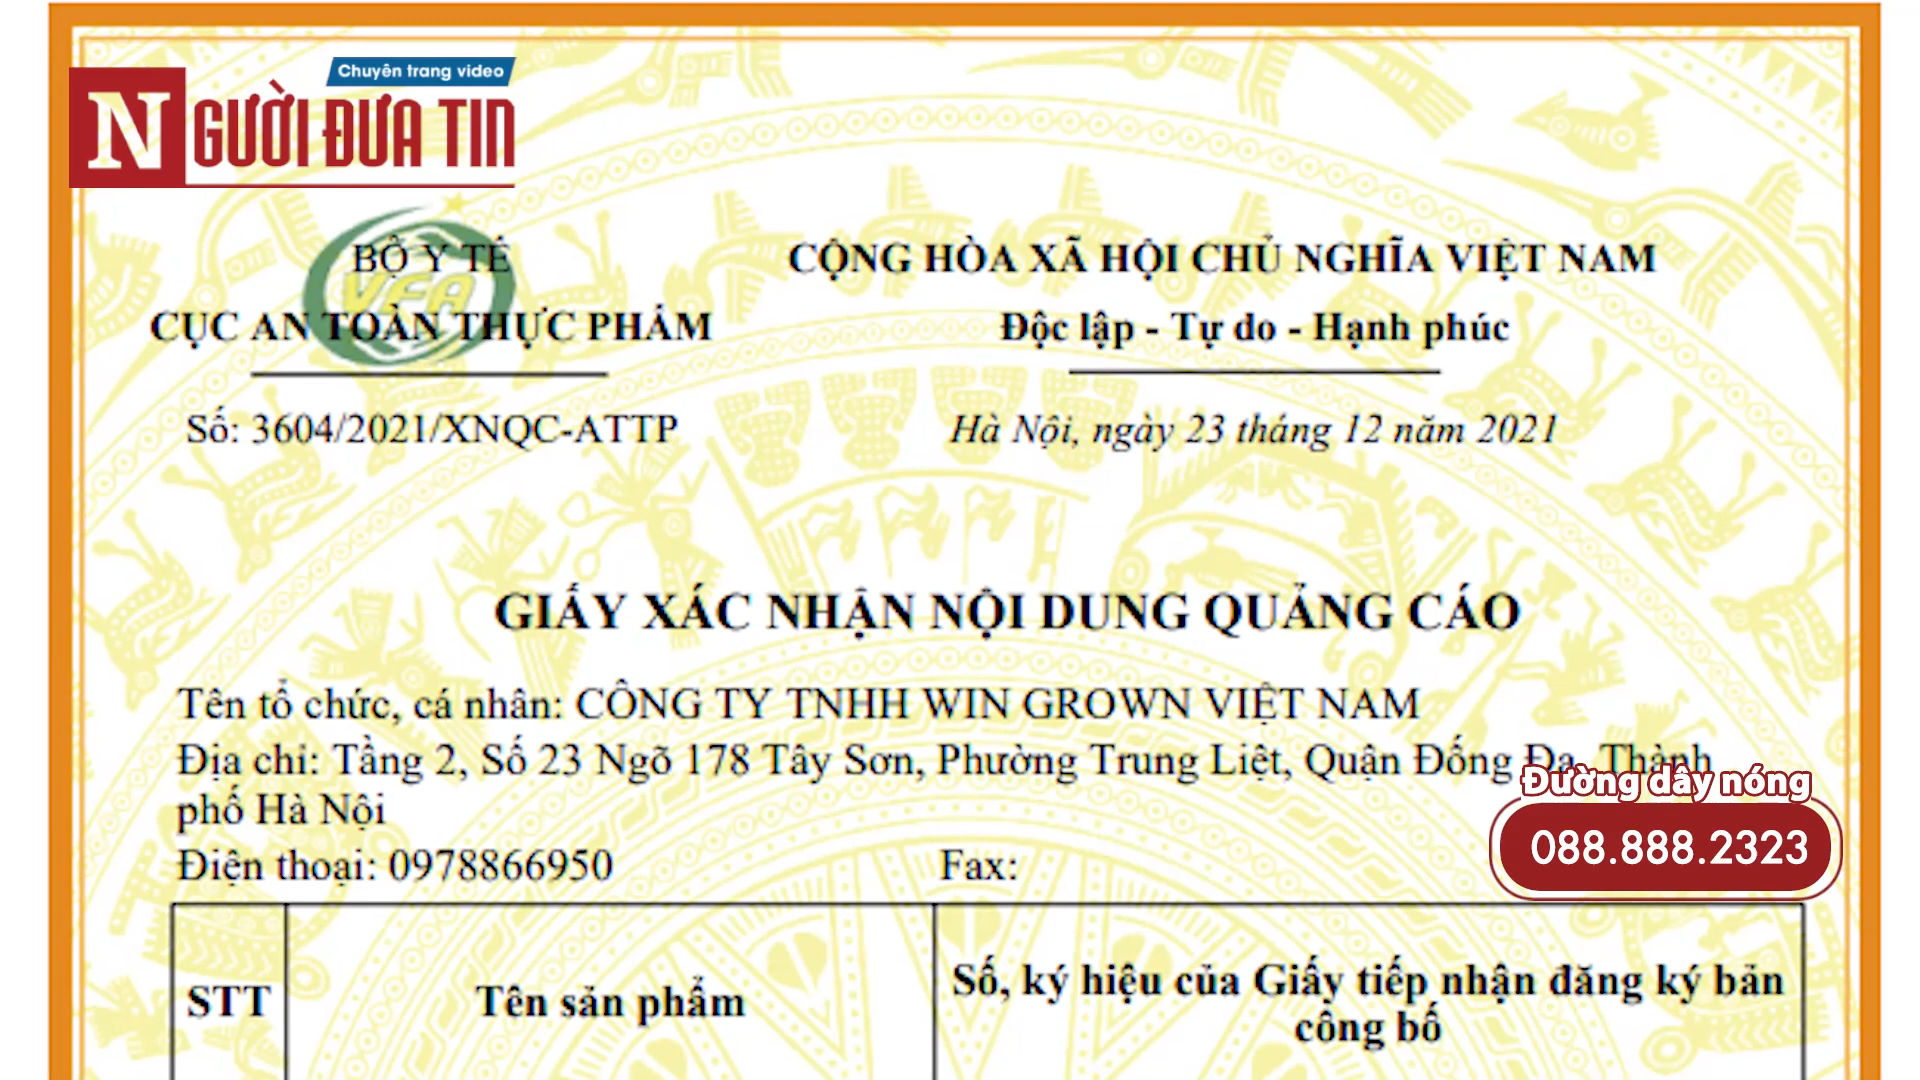 Chuyên trang video
NGƯỜI ĐƯA TIN
BỘ Y TẾ
VFA
CỤC AN TOÀN THỰC PHẨM
CỘNG HÒA XÃ HỘI CHỦ NGHĨA VIỆT NAM
Độc lập - Tự do - Hạnh phúc
Số: 3604/2021/XNQC-ATTP
Hà Nội, ngày 23 tháng 12 năm 2021
GIẤY XÁC NHẬN NỘI DUNG QUẢNG CÁO
Tên tổ chức, cá nhân: CÔNG TY TNHH WIN GROWN VIỆT NAM
Địa chỉ: Tầng 2, Số 23 Ngõ 178 Tây Sơn, Phường Trung Liệt, Quận Đống Đa, Thành
phố Hà Nội
Đường dây nóng
088.888.2323
Điện thoại: 0978866950
Fax:
STT
Tên sản phẩm
Số, ký hiệu của Giấy tiếp nhận đăng ký bản
công bố